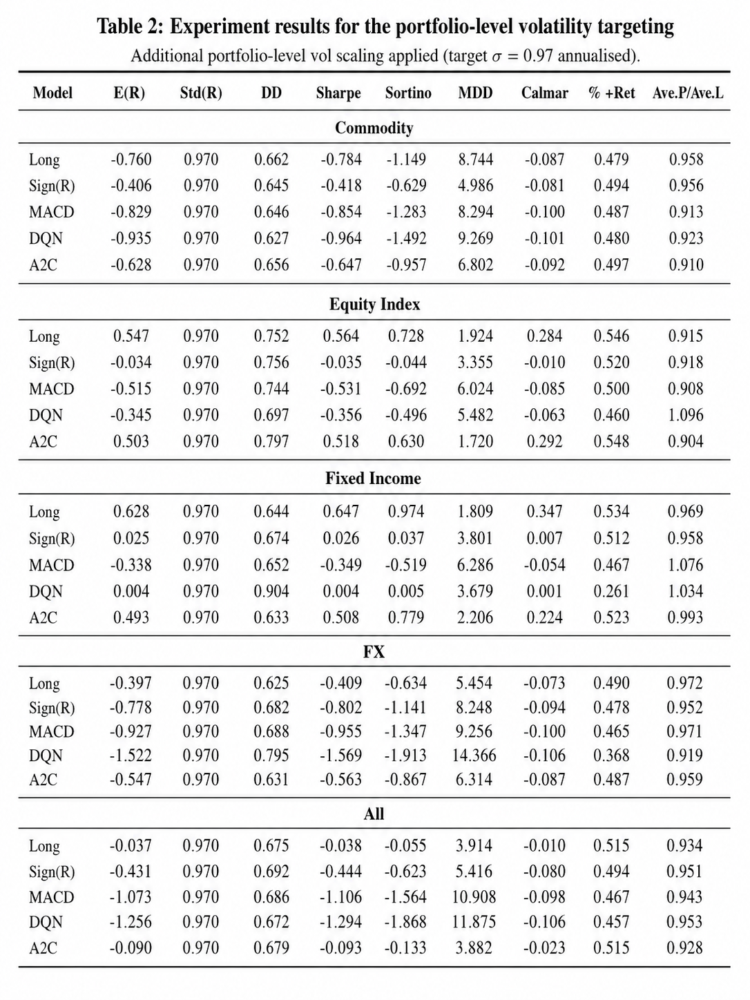 Table 2: Experiment results for the portfolio-level volatility targeting
Additional portfolio-level vol scaling applied (target σ = 0.97 annualised).
Model E(R) Std(R) DD Sharpe Sortino MDD Calmar % +Ret Ave.P/Ave.L
Commodity
Long -0.760 0.970 0.662 -0.784 -1.149 8.744 -0.087 0.479 0.958
Sign(R) -0.406 0.970 0.645 -0.418 -0.629 4.986 -0.081 0.494 0.956
MACD -0.829 0.970 0.646 -0.854 -1.283 8.294 -0.100 0.487 0.913
DQN -0.935 0.970 0.627 -0.964 -1.492 9.269 -0.101 0.480 0.923
A2C -0.628 0.970 0.656 -0.647 -0.957 6.802 -0.092 0.497 0.910
Equity Index
Long 0.547 0.970 0.752 0.564 0.728 1.924 0.284 0.546 0.915
Sign(R) -0.034 0.970 0.756 -0.035 -0.044 3.355 -0.010 0.520 0.918
MACD -0.515 0.970 0.744 -0.531 -0.692 6.024 -0.085 0.500 0.908
DQN -0.345 0.970 0.697 -0.356 -0.496 5.482 -0.063 0.460 1.096
A2C 0.503 0.970 0.797 0.518 0.630 1.720 0.292 0.548 0.904
Fixed Income
Long 0.628 0.970 0.644 0.647 0.974 1.809 0.347 0.534 0.969
Sign(R) 0.025 0.970 0.674 0.026 0.037 3.801 0.007 0.512 0.958
MACD -0.338 0.970 0.652 -0.349 -0.519 6.286 -0.054 0.467 1.076
DQN 0.004 0.970 0.904 0.004 0.005 3.679 0.001 0.261 1.034
A2C 0.493 0.970 0.633 0.508 0.779 2.206 0.224 0.523 0.993
FX
Long -0.397 0.970 0.625 -0.409 -0.634 5.454 -0.073 0.490 0.972
Sign(R) -0.778 0.970 0.682 -0.802 -1.141 8.248 -0.094 0.478 0.952
MACD -0.927 0.970 0.688 -0.955 -1.347 9.256 -0.100 0.465 0.971
DQN -1.522 0.970 0.795 -1.569 -1.913 14.366 -0.106 0.368 0.919
A2C -0.547 0.970 0.631 -0.563 -0.867 6.314 -0.087 0.487 0.959
All
Long -0.037 0.970 0.675 -0.038 -0.055 3.914 -0.010 0.515 0.934
Sign(R) -0.431 0.970 0.692 -0.444 -0.623 5.416 -0.080 0.494 0.951
MACD -1.073 0.970 0.686 -1.106 -1.564 10.908 -0.098 0.467 0.943
DQN -1.256 0.970 0.672 -1.294 -1.868 11.875 -0.106 0.457 0.953
A2C -0.090 0.970 0.679 -0.093 -0.133 3.882 -0.023 0.515 0.928